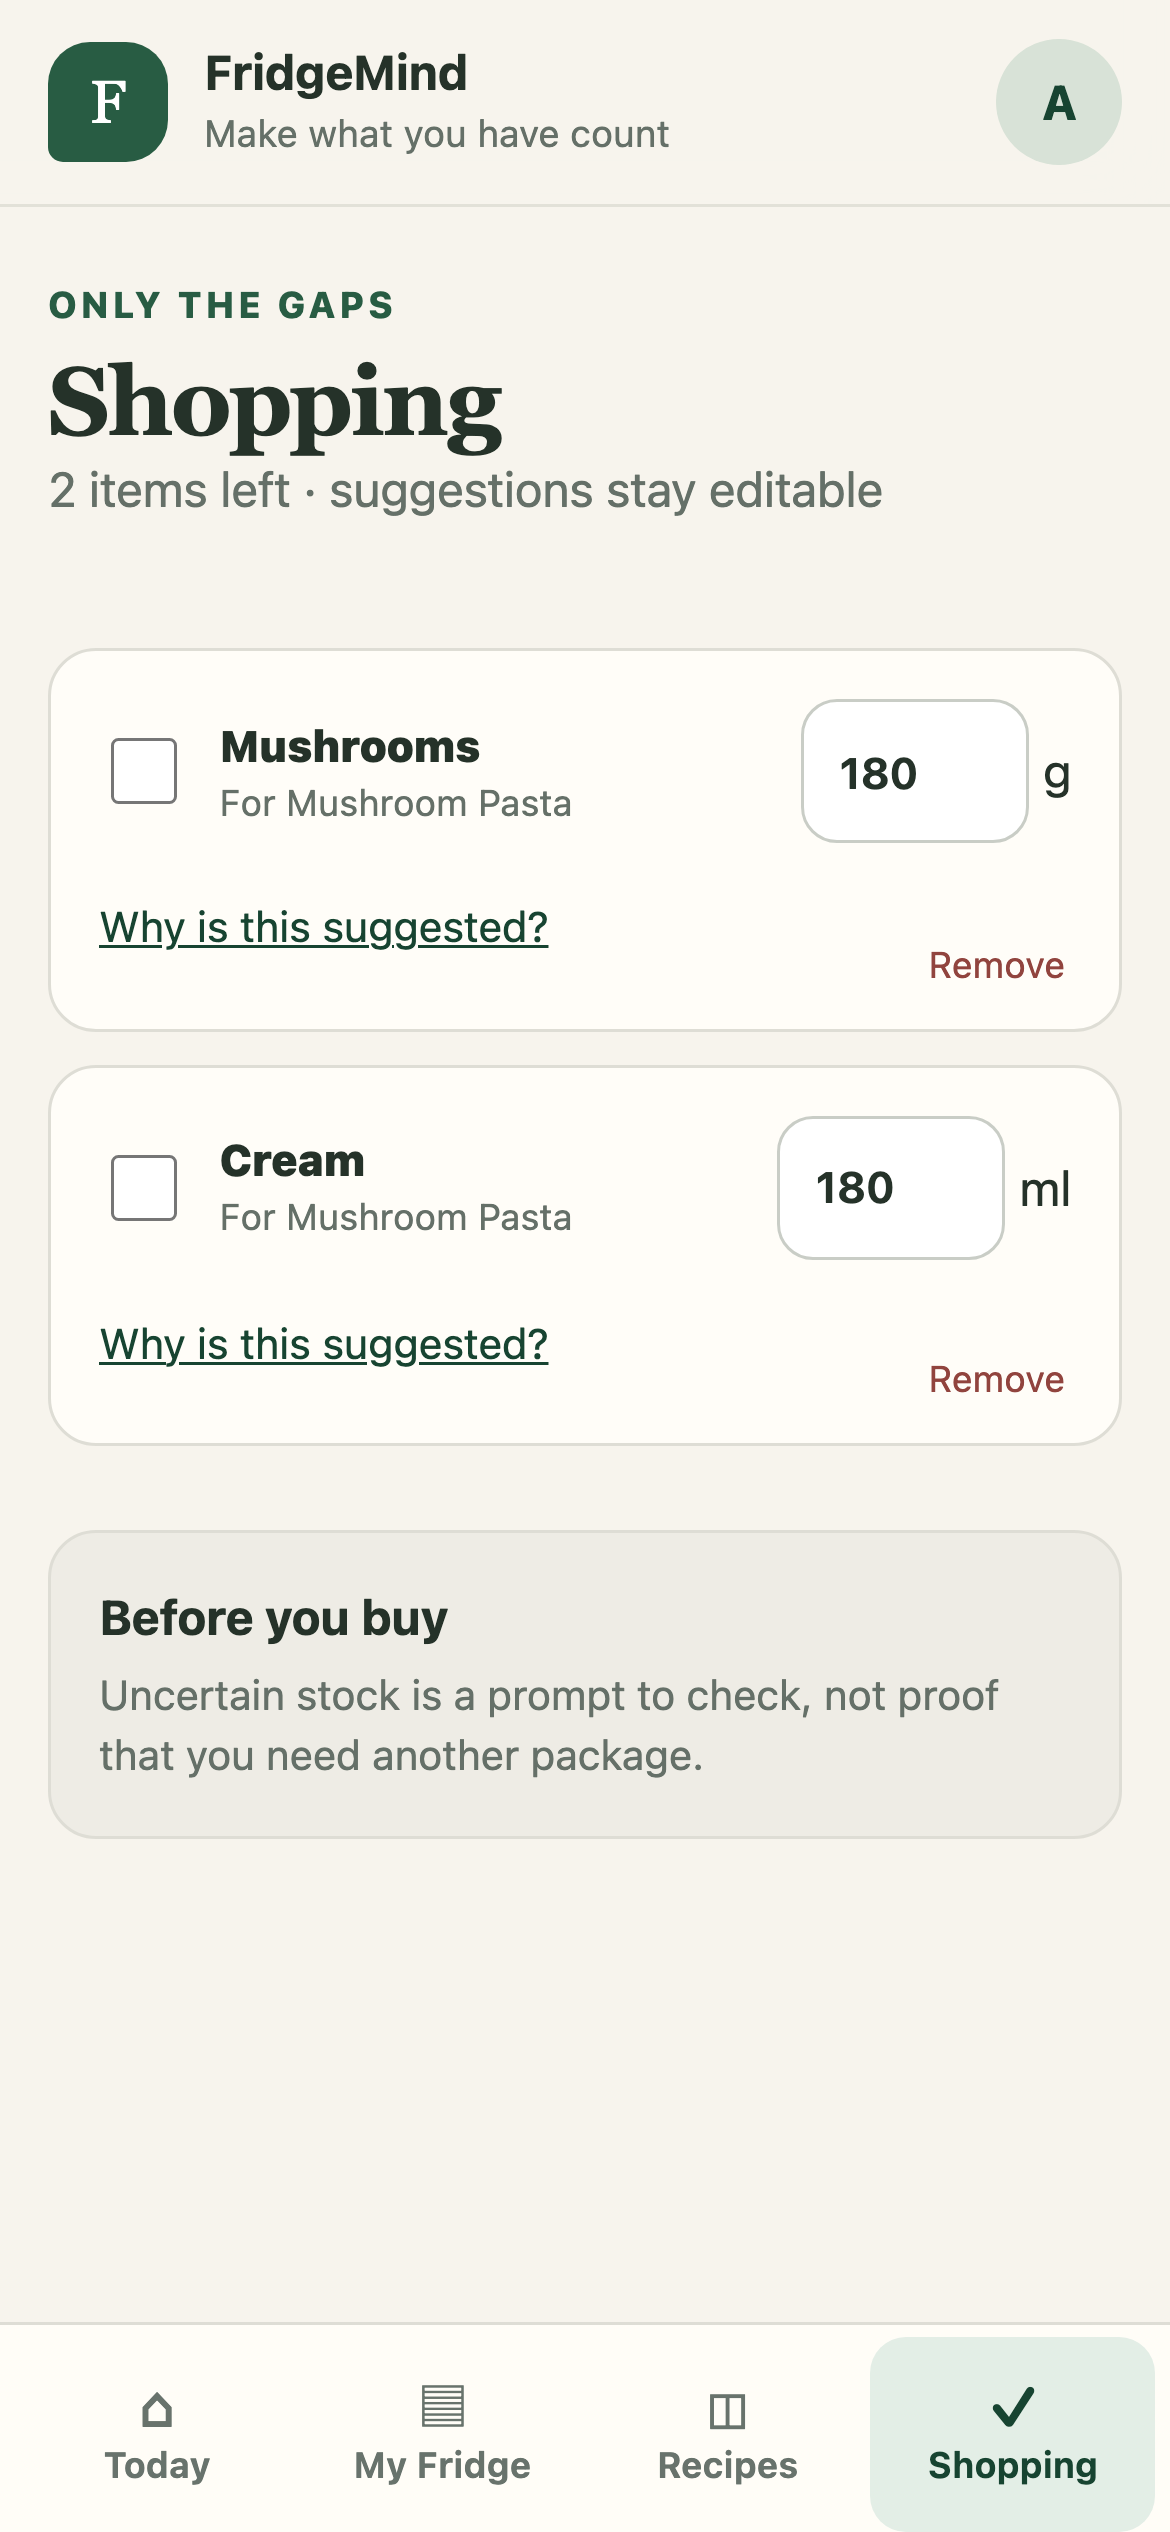 F
FridgeMind
Make what you have count
A
ONLY THE GAPS
Shopping
2 items left · suggestions stay editable
Mushrooms
For Mushroom Pasta
180 g
Why is this suggested?
Remove
Cream
For Mushroom Pasta
180 ml
Why is this suggested?
Remove
Before you buy
Uncertain stock is a prompt to check, not proof
that you need another package.
Today
My Fridge
Recipes
Shopping